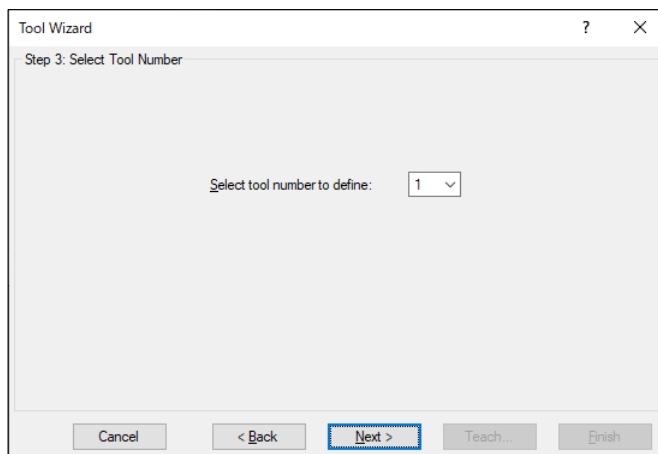 Tool Wizard ?
Step 3: Select Tool Number
Select tool number to define: 1
Cancel < Back Next > Teach... Finish